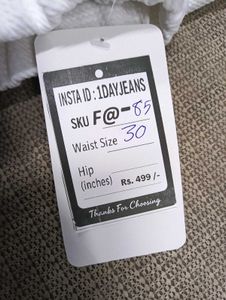 INSTA ID : 1DAYJEANS
SKU F@-85
Waist Size 30
Hip
(inches) Rs. 499 /-
Thanks For Choosing